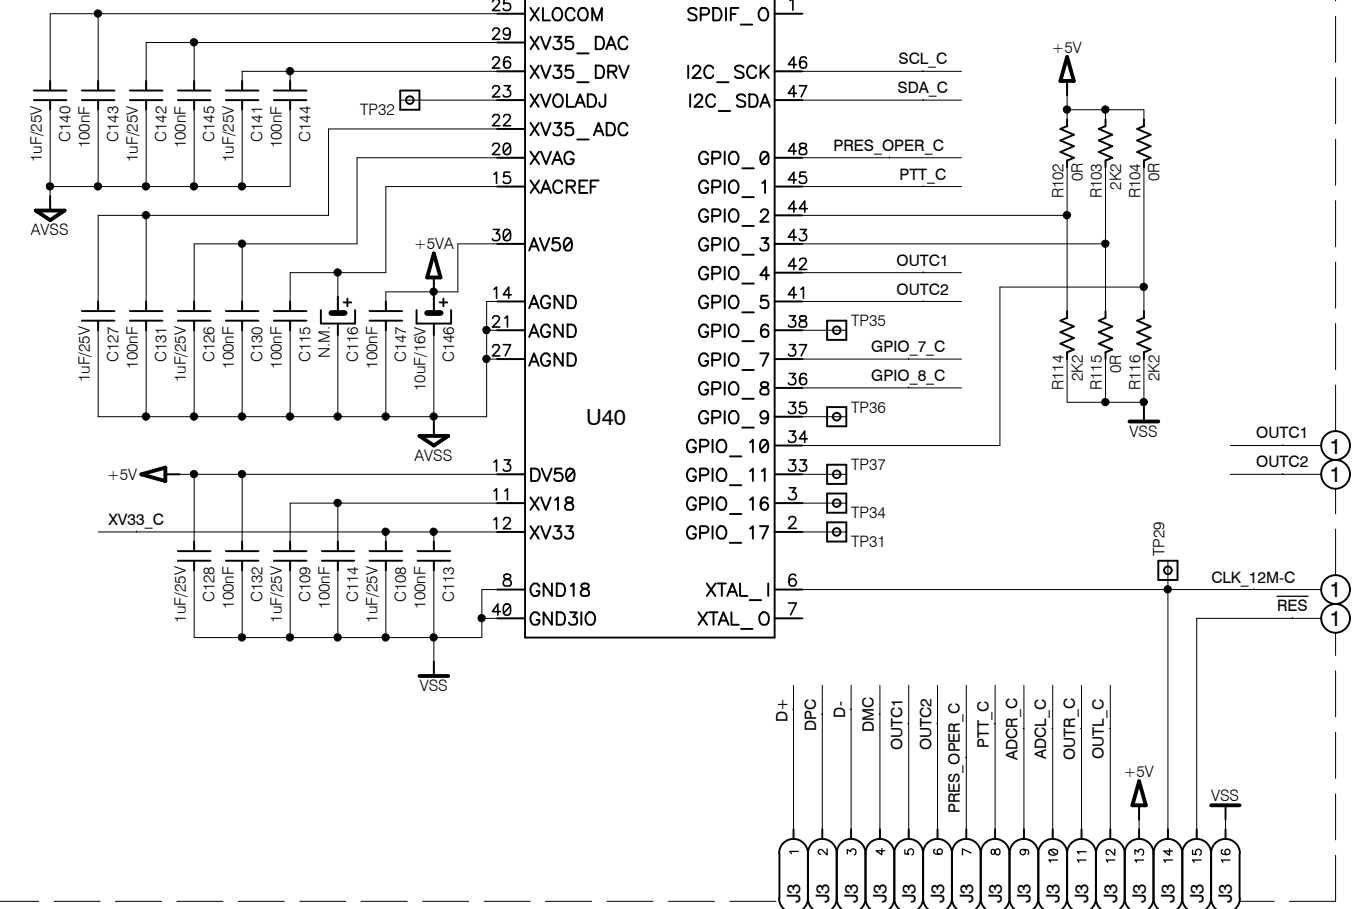 25 XLOCOM
29 XV35_DAC
26 XV35_DRV
23 XVOLADJ
22 XV35_ADC
20 XVAG
15 XACREF
30 AV50
14 AGND
21 AGND
27 AGND
U40
13 DV50
11 XV18
12 XV33
8 GND18
40 GND3IO
SPDIF_O 1
I2C_SCK 46 SCL_C
I2C_SDA 47 SDA_C
GPIO_0 48 PRES_OPER_C
GPIO_1 45 PTT_C
GPIO_2 44
GPIO_3 43
GPIO_4 42 OUTC1
GPIO_5 41 OUTC2
GPIO_6 38 TP35
GPIO_7 37 GPIO_7_C
GPIO_8 36 GPIO_8_C
GPIO_9 35 TP36
GPIO_10 34
GPIO_11 33 TP37
GPIO_16 3 TP34
GPIO_17 2 TP31
XTAL_I 6
XTAL_O 7
1uF/25V C140
100nF C143
1uF/25V C142
100nF C145
1uF/25V C141
100nF C144
AVSS
TP32
1uF/25V C127
100nF C131
1uF/25V C126
100nF C130
100nF C115
N.M. C116 +
100nF C147
10uF/16V C146 +
+5VA
AVSS
+5V
XV33_C
1uF/25V C128
100nF C132
1uF/25V C109
100nF C114
1uF/25V C108
100nF C113
VSS
+5V
R102 0R
R103 2K2
R104 0R
R114 2K2
R115 0R
R116 2K2
VSS
OUTC1 1
OUTC2 1
TP29
CLK_12M-C 1
RES 1
D+
DPC
D-
DMC
OUTC1
OUTC2
PRES_OPER_C
PTT_C
ADCR_C
ADCL_C
OUTR_C
OUTL_C
+5V
VSS
J3 1
J3 2
J3 3
J3 4
J3 5
J3 6
J3 7
J3 8
J3 9
J3 10
J3 11
J3 12
J3 13
J3 14
J3 15
J3 16